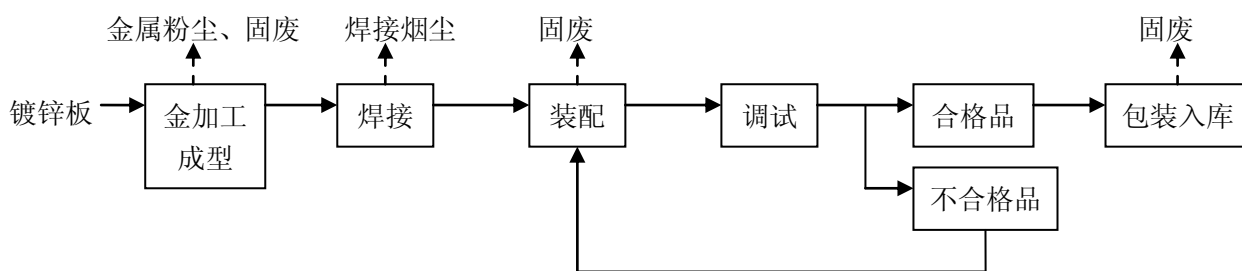 金属粉尘、固废
焊接烟尘
固废
固废
镀锌板
金加工
成型
焊接
装配
调试
合格品
包装入库
不合格品